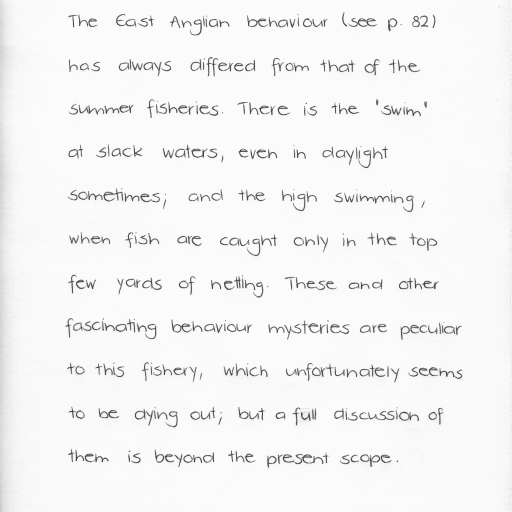 The East Anglian behaviour (see p. 82)
has always differed from that of the
summer fisheries. There is the 'swim'
at slack waters, even in daylight
sometimes; and the high swimming,
when fish are caught only in the top
few yards of netting. These and other
fascinating behaviour mysteries are peculiar
to this fishery, which unfortunately seems
to be dying out; but a full discussion of
them is beyond the present scope.